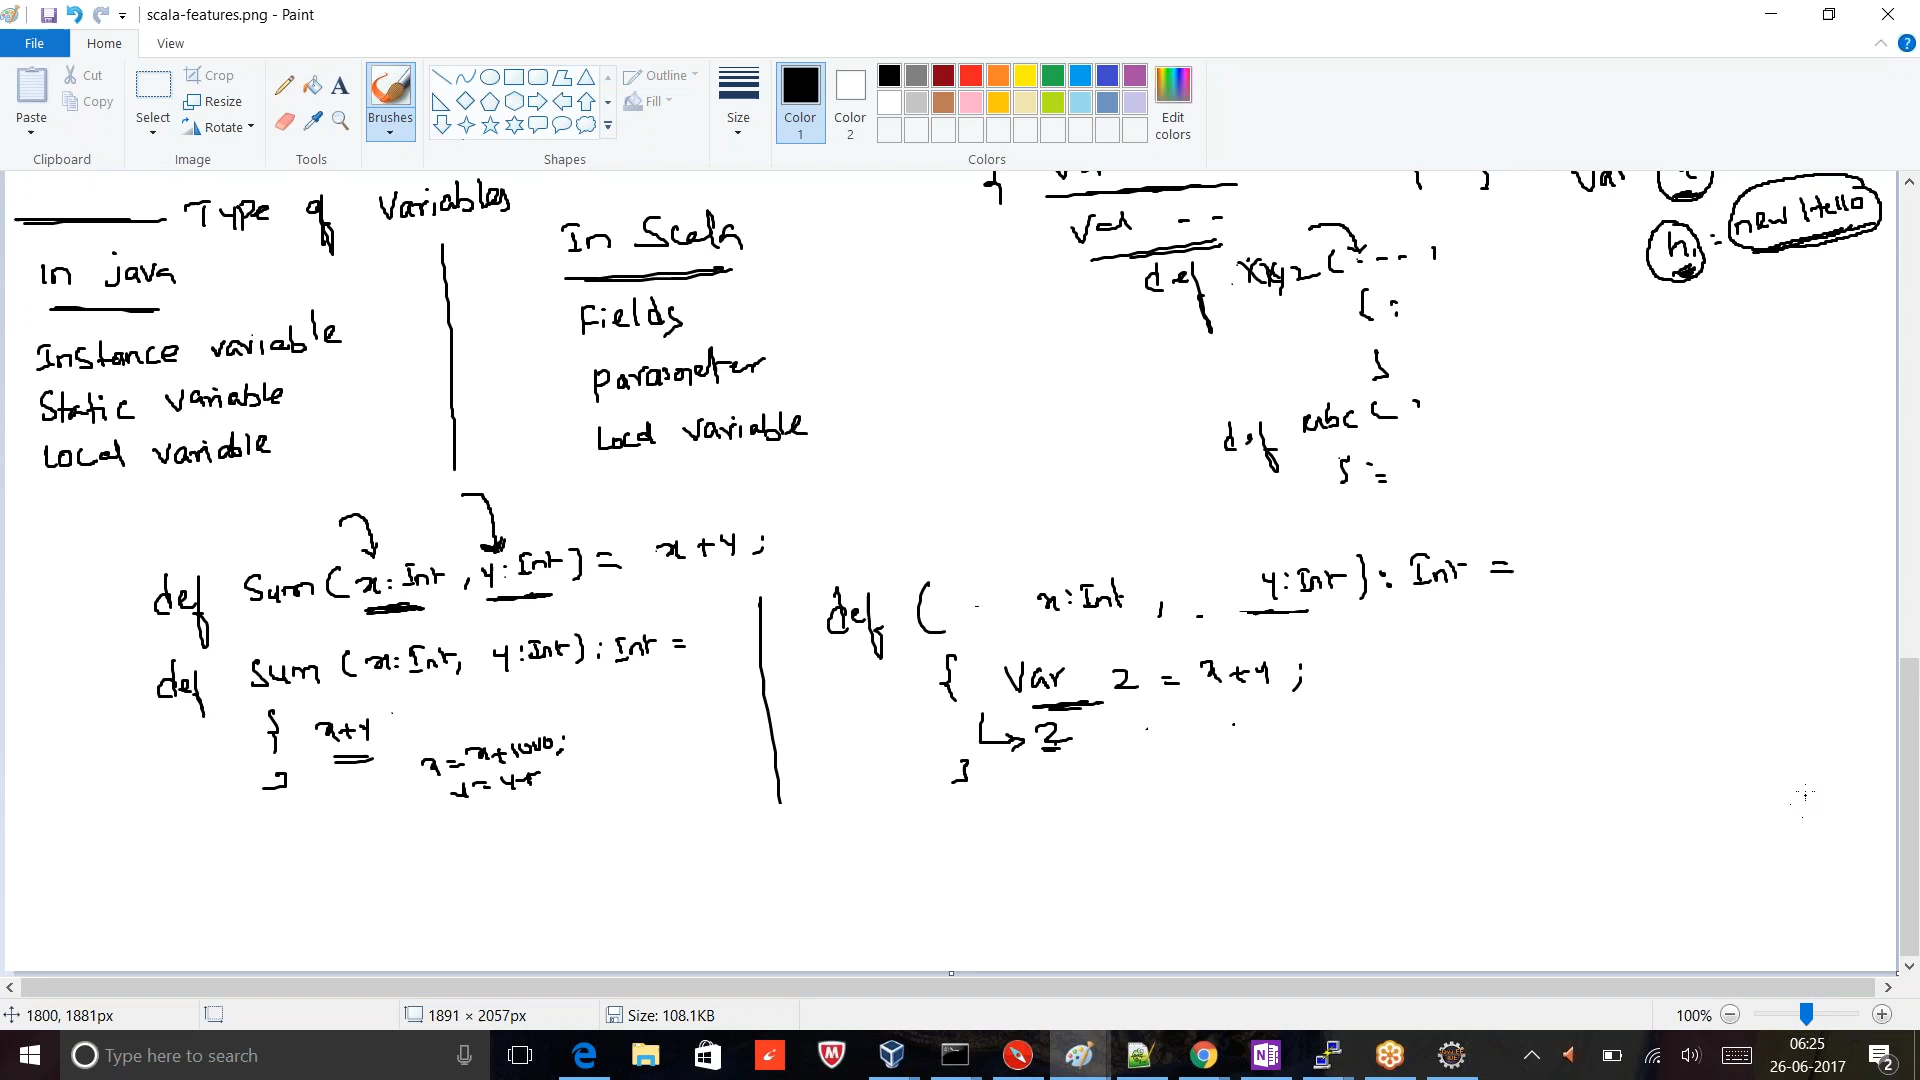 scala-features.png - Paint
File Home View
Paste Cut Copy
Clipboard
Select Crop Resize Rotate
Image
Tools
Brushes
Outline Fill
Shapes
Size
Color 1 Color 2
Edit colors
Colors
Type of Variables
In java
Instance variable
Static variable
Local variable
In Scala
Fields
Parameter
Local variable
Val - -
def xyz (
def abc (
h1 = new Hello
def Sum(x:Int, y:Int) = x+y;
def Sum (x:Int, y:Int) : Int =
{ x+y
}
x=x+1000;
def ( x:Int, y:Int) : Int =
{ Var z = x+y;
z
}
1800, 1881px
1891 × 2057px
Size: 108.1KB
100%
Type here to search
06:25
26-06-2017
2